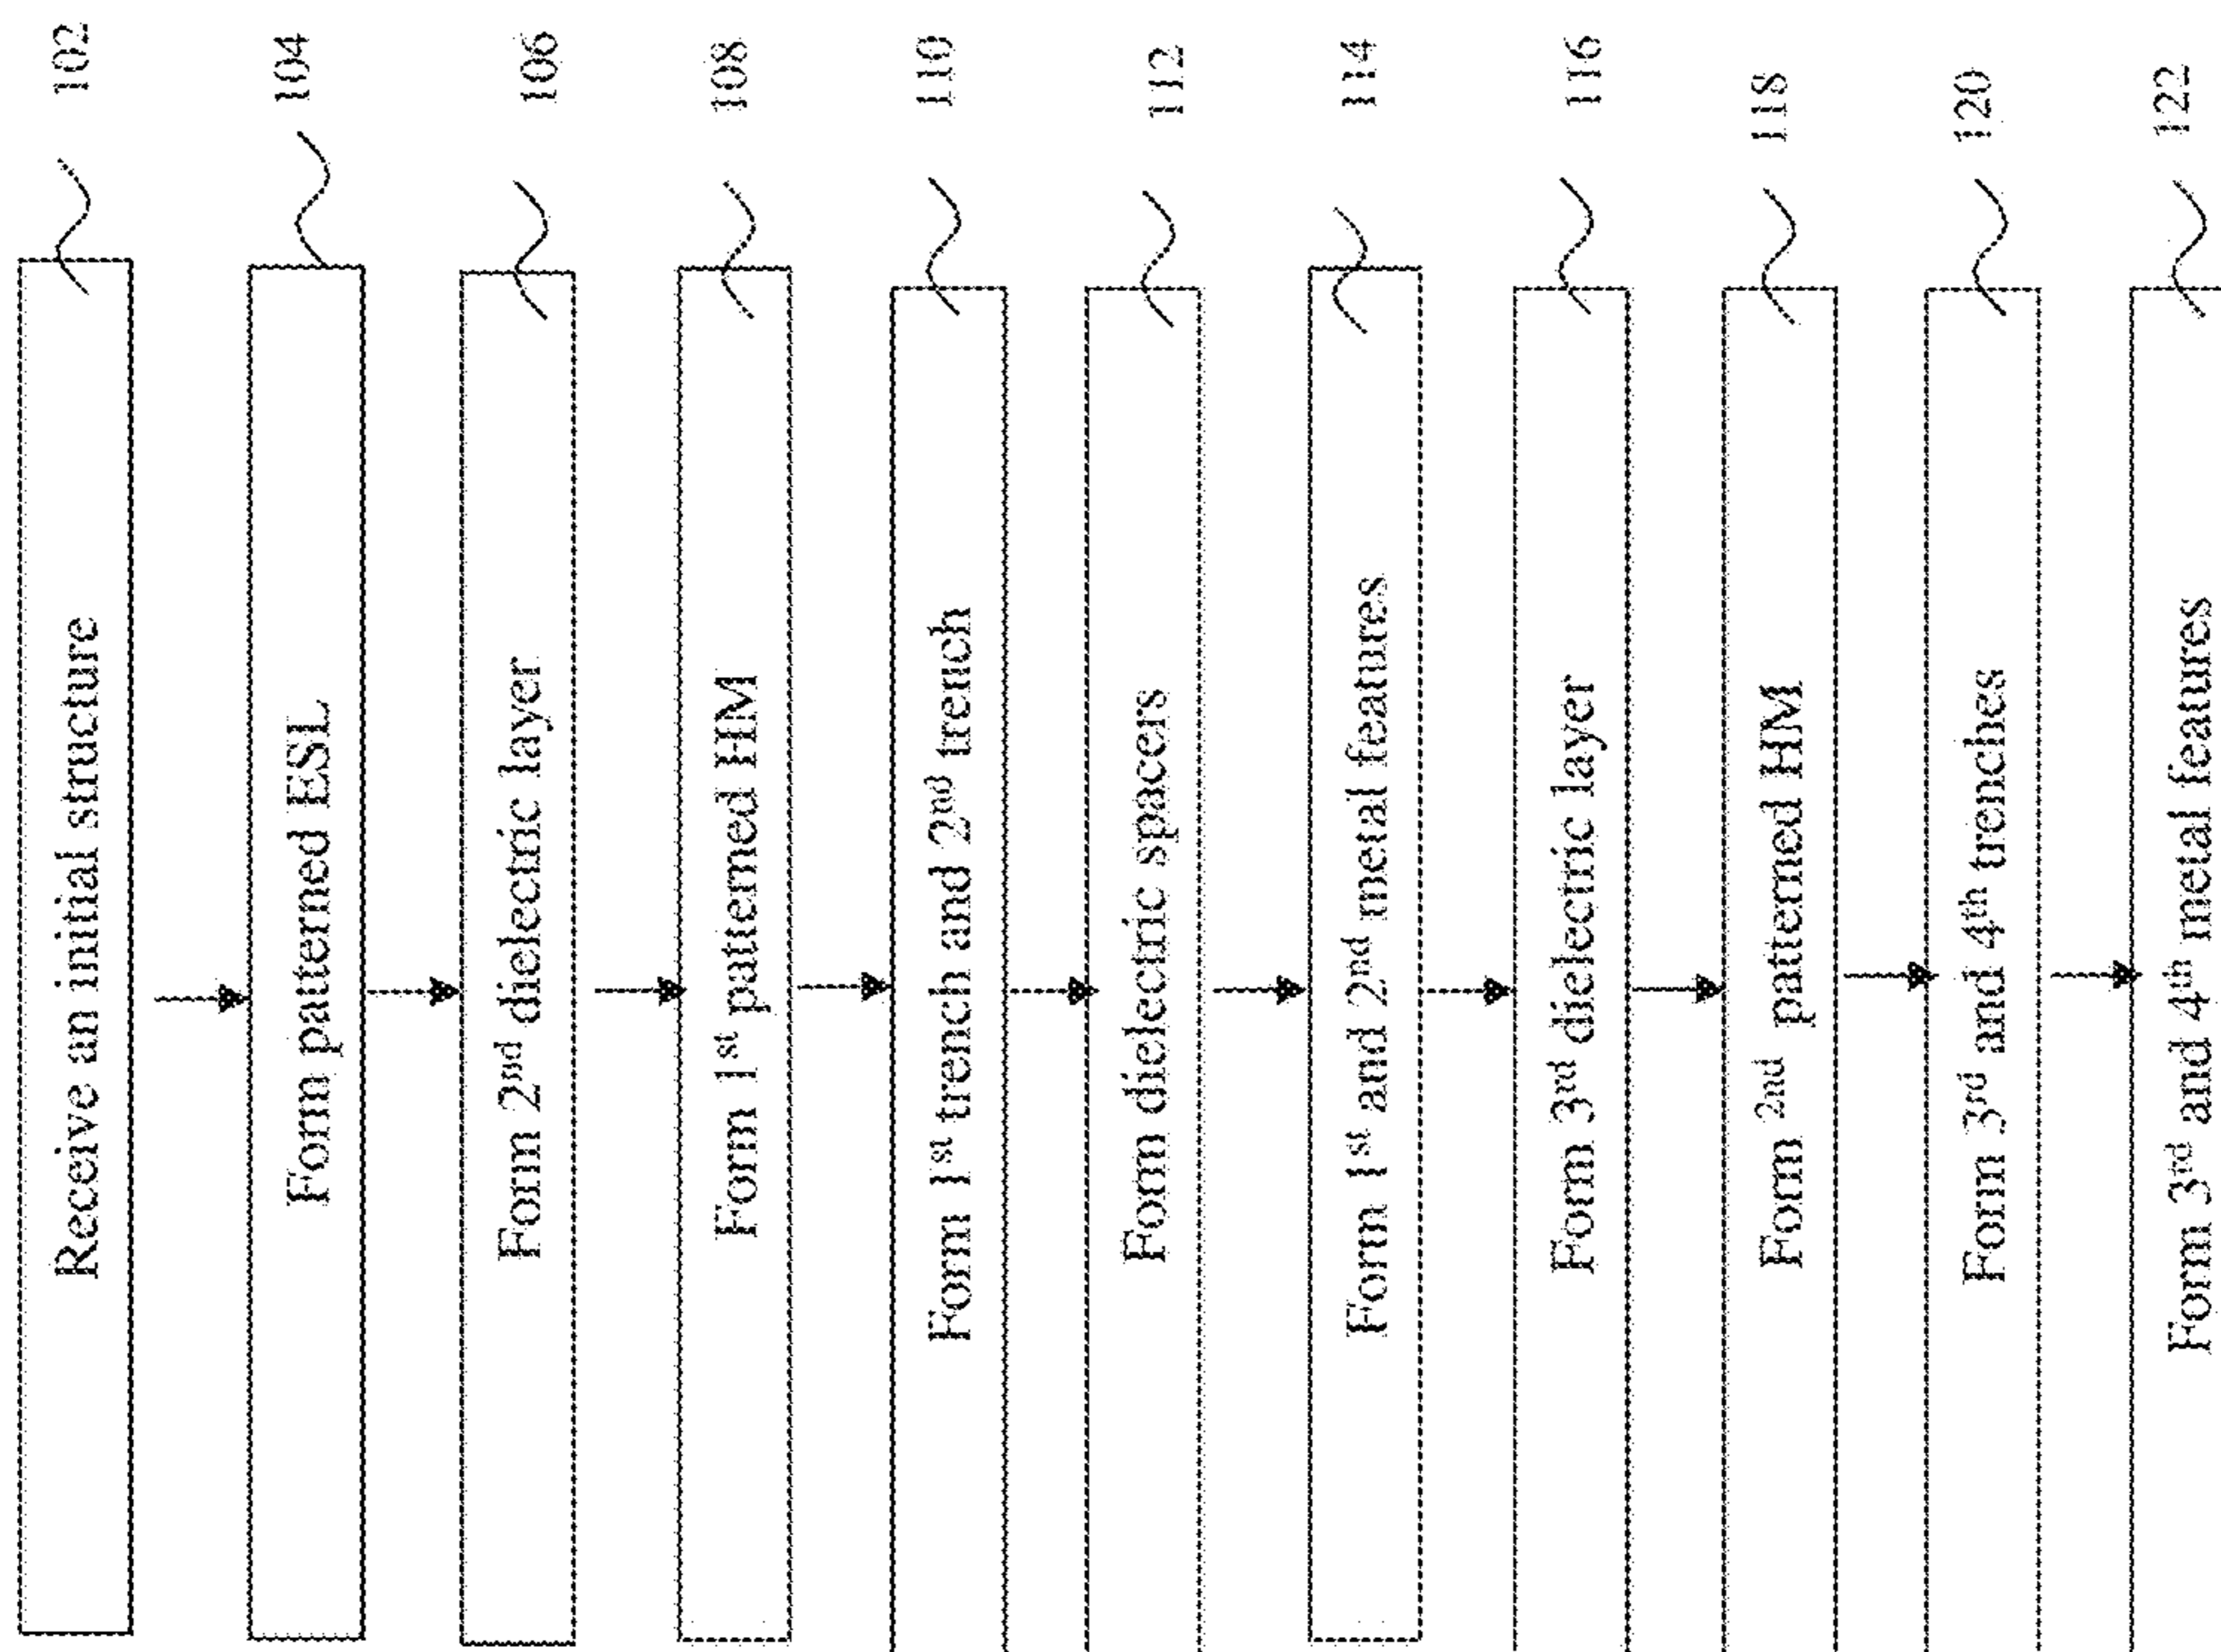 Receive an initial structure
102
Form patterned ESL
104
Form 2nd dielectric layer
106
Form 1st patterned HM
108
Form 1st trench and 2nd trench
110
Form dielectric spacers
112
Form 1st and 2nd metal features
114
Form 3rd dielectric layer
116
Form 2nd patterned HM
118
Form 3rd and 4th trenches
120
Form 3rd and 4th metal features
122